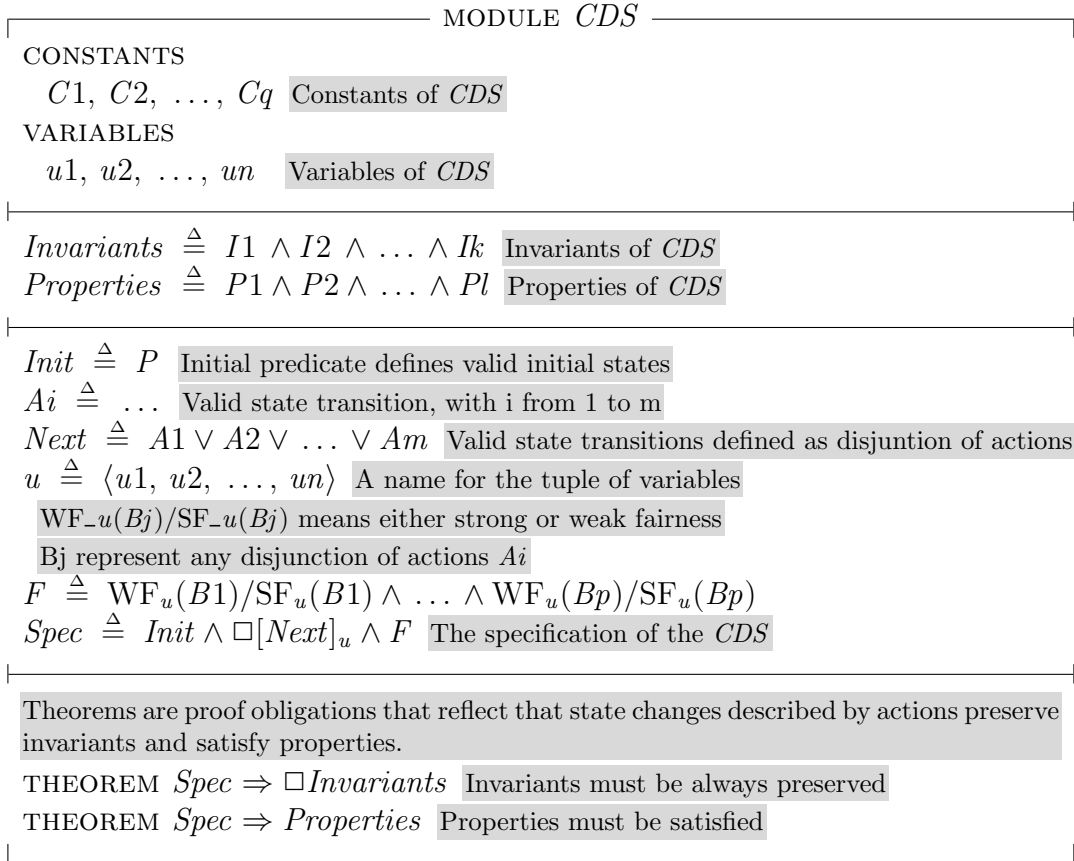 MODULE CDS
CONSTANTS
C1, C2, ..., Cq Constants of CDS
VARIABLES
u1, u2, ..., un Variables of CDS
Invariants ≜ I1 ∧ I2 ∧ ... ∧ Ik Invariants of CDS
Properties ≜ P1 ∧ P2 ∧ ... ∧ Pl Properties of CDS
Init ≜ P Initial predicate defines valid initial states
Ai ≜ ... Valid state transition, with i from 1 to m
Next ≜ A1 ∨ A2 ∨ ... ∨ Am Valid state transitions defined as disjuntion of actions
u ≜ ⟨u1, u2, ..., un⟩ A name for the tuple of variables
WF_u(Bj)/SF_u(Bj) means either strong or weak fairness
Bj represent any disjunction of actions Ai
F ≜ WF_u(B1)/SF_u(B1) ∧ ... ∧ WF_u(Bp)/SF_u(Bp)
Spec ≜ Init ∧ □[Next]_u ∧ F The specification of the CDS
Theorems are proof obligations that reflect that state changes described by actions preserve
invariants and satisfy properties.
THEOREM Spec ⇒ □Invariants Invariants must be always preserved
THEOREM Spec ⇒ Properties Properties must be satisfied